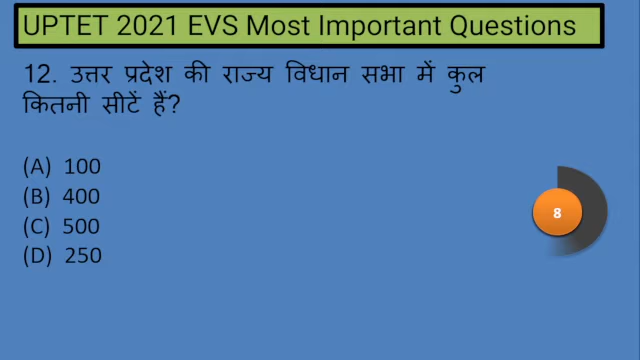 UPTET 2021 EVS Most Important Questions
12. उत्तर प्रदेश की राज्य विधान सभा में कुल
कितनी सीटें हैं?
(A) 100
(B) 400
(C) 500
(D) 250
8